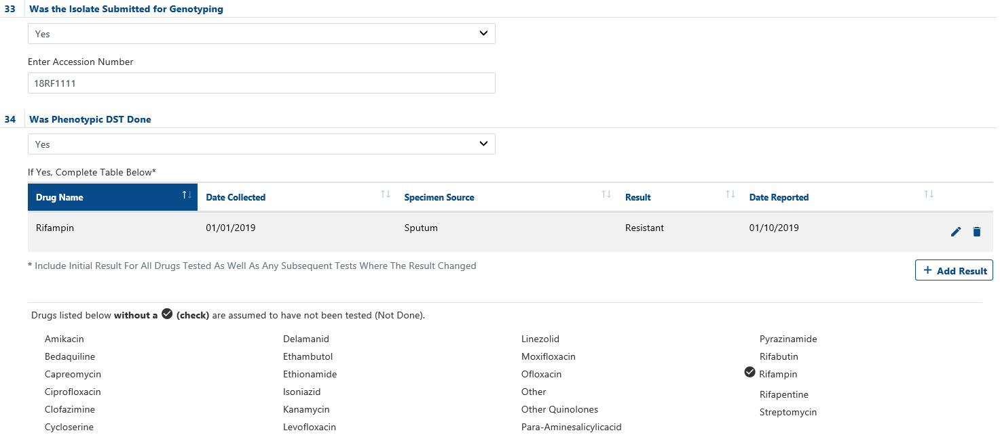 33 Was the Isolate Submitted for Genotyping
Yes
Enter Accession Number
18RF1111
34 Was Phenotypic DST Done
Yes
If Yes, Complete Table Below*
Drug Name Date Collected Specimen Source Result Date Reported
Rifampin 01/01/2019 Sputum Resistant 01/10/2019
* Include Initial Result For All Drugs Tested As Well As Any Subsequent Tests Where The Result Changed
+ Add Result
Drugs listed below without a (check) are assumed to have not been tested (Not Done).
Amikacin Delamanid Linezolid Pyrazinamide
Bedaquiline Ethambutol Moxifloxacin Rifabutin
Capreomycin Ethionamide Ofloxacin Rifampin
Ciprofloxacin Isoniazid Other Rifapentine
Clofazimine Kanamycin Other Quinolones Streptomycin
Cycloserine Levofloxacin Para-Aminesalicylicacid